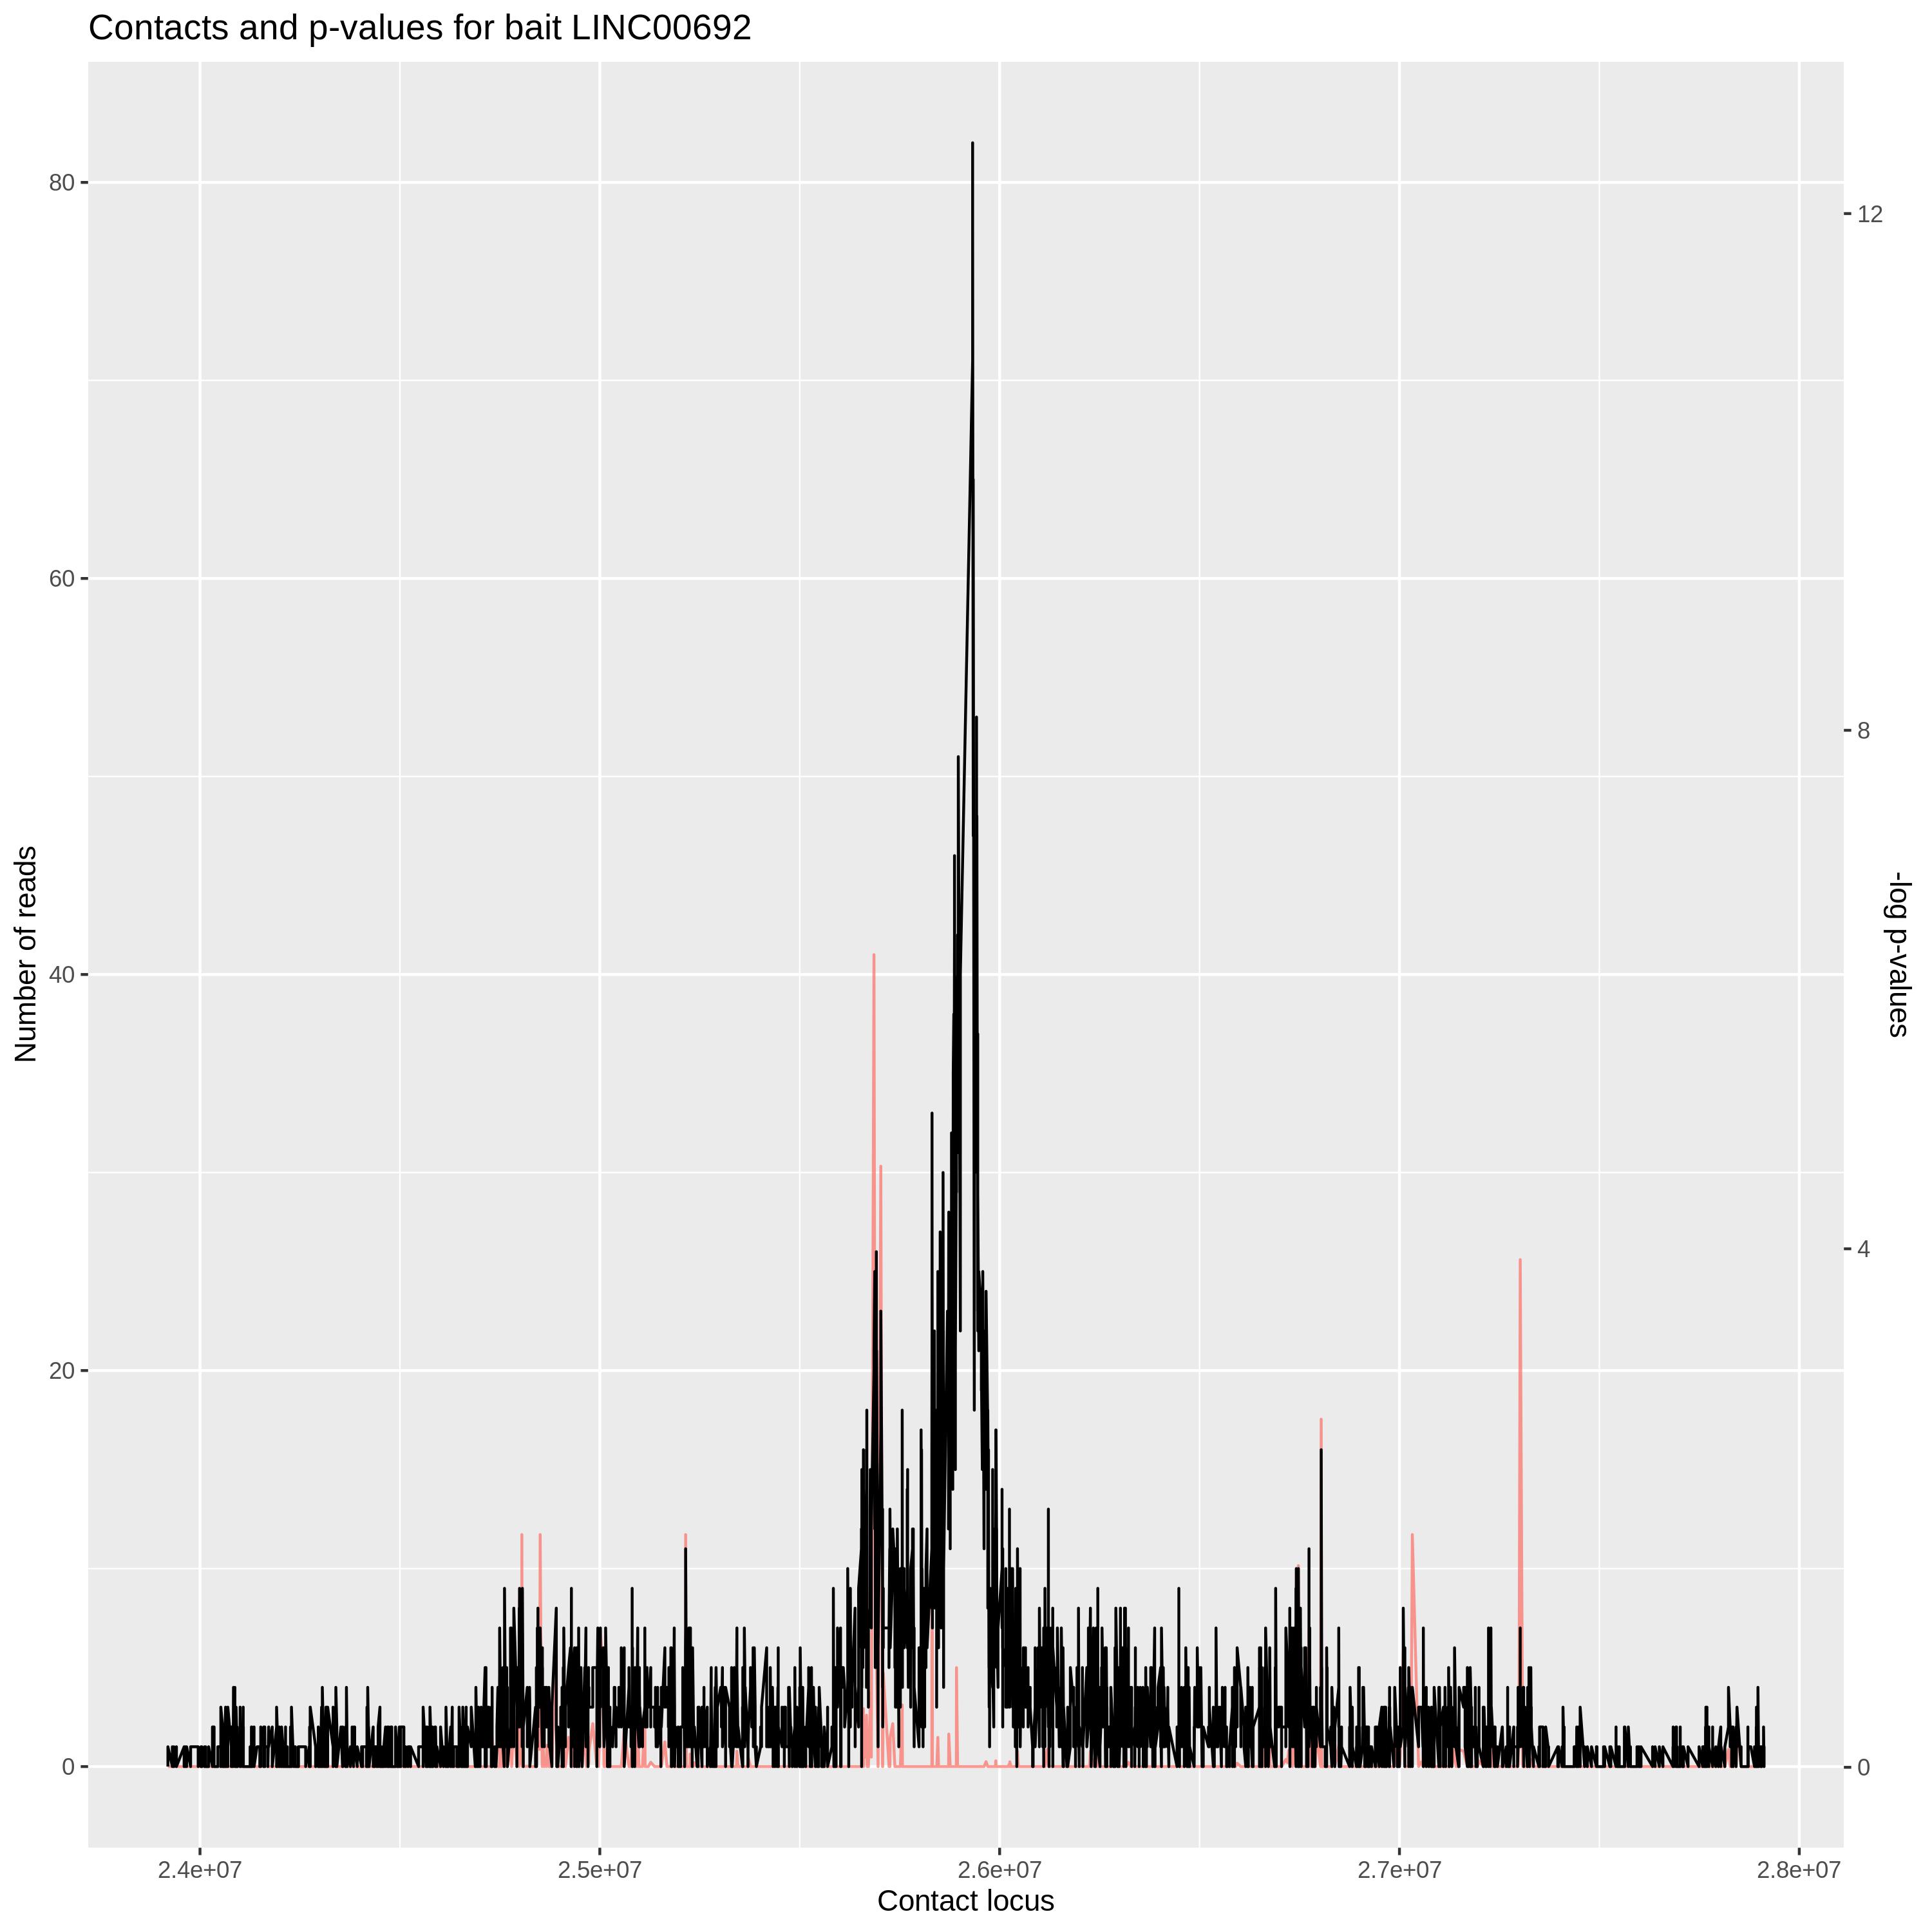 Contacts and p-values for bait LINC00692
80
60
40
20
0
Number of reads
12
8
4
0
-log p-values
2.4e+07
2.5e+07
2.6e+07
2.7e+07
2.8e+07
Contact locus